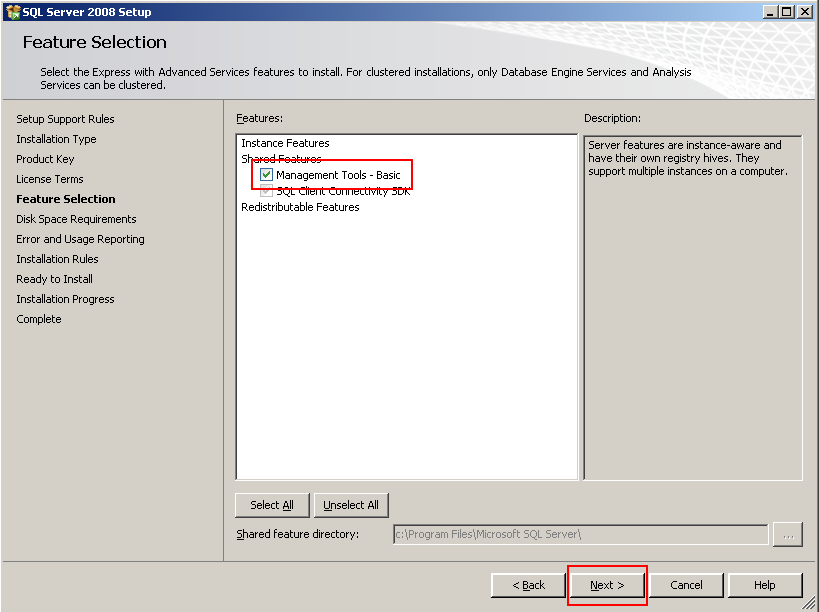 SQL Server 2008 Setup
Feature Selection
Select the Express with Advanced Services features to install. For clustered installations, only Database Engine Services and Analysis
Services can be clustered.
Setup Support Rules
Installation Type
Product Key
License Terms
Feature Selection
Disk Space Requirements
Error and Usage Reporting
Installation Rules
Ready to Install
Installation Progress
Complete
Features:
Instance Features
Shared Features
Management Tools - Basic
SQL Client Connectivity SDK
Redistributable Features
Description:
Server features are instance-aware and
have their own registry hives. They
support multiple instances on a computer.
Select All
Unselect All
Shared feature directory:
c:\Program Files\Microsoft SQL Server\
...
< Back
Next >
Cancel
Help